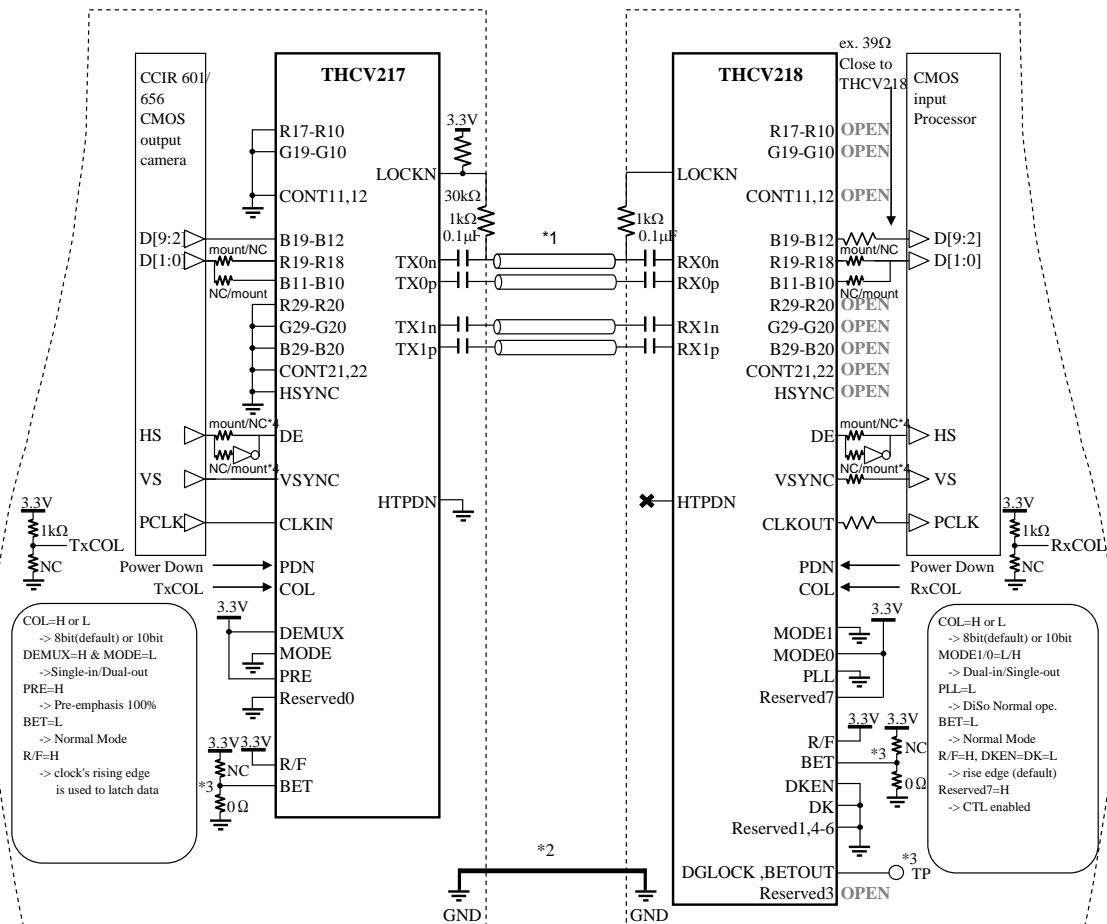 CCIR 601/
656
CMOS
output
camera
THCV217
R17-R10
G19-G10
CONT11,12
B19-B12
R19-R18
B11-B10
R29-R20
G29-G20
B29-B20
CONT21,22
HSYNC
DE
VSYNC
CLKIN
PDN
COL
DEMUX
MODE
PRE
Reserved0
R/F
BET
LOCKN
TX0n
TX0p
TX1n
TX1p
HTPDN
D[9:2]
D[1:0]
mount/NC
NC/mount
HS
mount/NC*4
NC/mount*4
VS
PCLK
3.3V
1kΩ
TxCOL
NC
Power Down
TxCOL
3.3V
3.3V
3.3V
NC
*3
0Ω
COL=H or L
-> 8bit(default) or 10bit
DEMUX=H & MODE=L
->Single-in/Dual-out
PRE=H
-> Pre-emphasis 100%
BET=L
-> Normal Mode
R/F=H
-> clock's rising edge
is used to latch data
3.3V
30kΩ
1kΩ
0.1µF
*1
1kΩ
0.1µF
*2
GND
GND
THCV218
LOCKN
RX0n
RX0p
RX1n
RX1p
HTPDN
R17-R10 OPEN
G19-G10 OPEN
CONT11,12 OPEN
B19-B12
R19-R18
B11-B10
R29-R20 OPEN
G29-G20 OPEN
B29-B20 OPEN
CONT21,22 OPEN
HSYNC OPEN
DE
VSYNC
CLKOUT
PDN
COL
MODE1
MODE0
PLL
Reserved7
R/F
BET
DKEN
DK
Reserved1,4-6
DGLOCK ,BETOUT
Reserved3 OPEN
ex. 39Ω
Close to
THCV218
CMOS
input
Processor
D[9:2]
mount/NC
D[1:0]
NC/mount
mount/NC*4
HS
NC/mount*4
VS
PCLK
3.3V
1kΩ
RxCOL
NC
Power Down
RxCOL
3.3V
3.3V
3.3V
NC
*3
0Ω
*3
TP
COL=H or L
-> 8bit(default) or 10bit
MODE1/0=L/H
-> Dual-in/Single-out
PLL=L
-> DiSo Normal ope.
BET=L
-> Normal Mode
R/F=H, DKEN=DK=L
-> rise edge (default)
Reserved7=H
-> CTL enabled